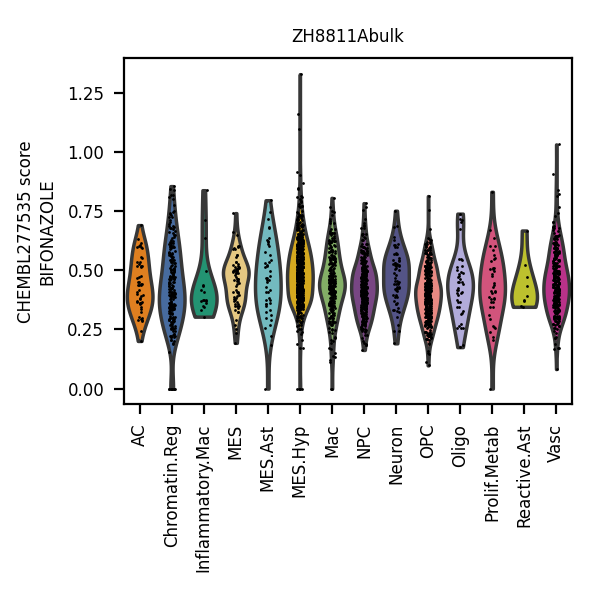 ZH8811Abulk
CHEMBL277535 score
BIFONAZOLE
1.25
1.00
0.75
0.50
0.25
0.00
AC
Chromatin.Reg
Inflammatory.Mac
MES
MES.Ast
MES.Hyp
Mac
NPC
Neuron
OPC
Oligo
Prolif.Metab
Reactive.Ast
Vasc